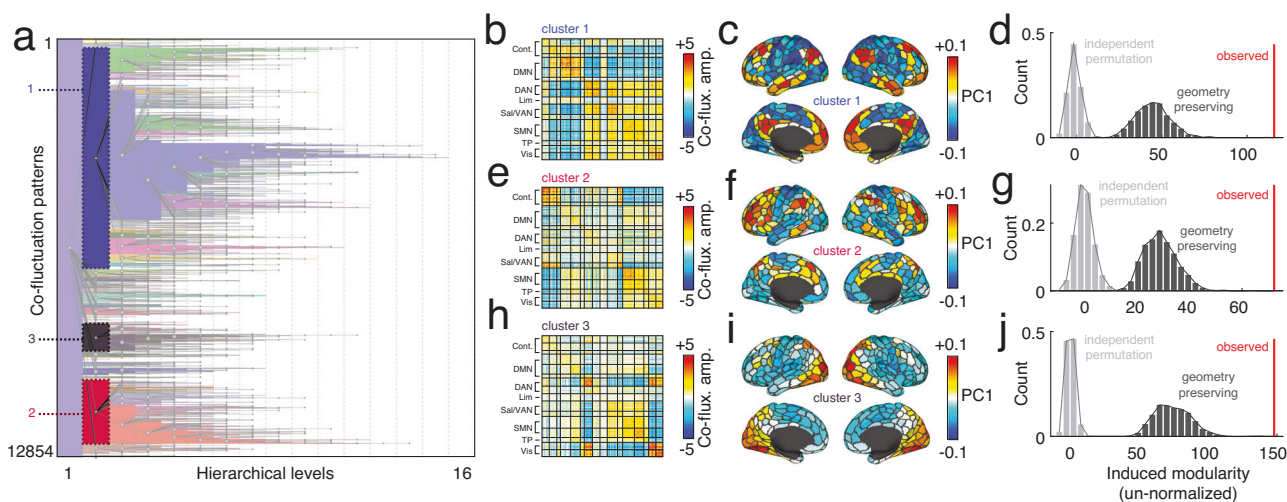 a
1
1
3
2
12854
Co-fluctuation patterns
1
Hierarchical levels
16
b
cluster 1
Cont.
DMN
DAN
Lim
Sal/VAN
SMN
TP
Vis
+5
Co-flux. amp.
-5
c
cluster 1
+0.1
PC1
-0.1
d
0.5
Count
0
independent
permutation
geometry
preserving
observed
0
50
100
e
cluster 2
Cont.
DMN
DAN
Lim
Sal/VAN
SMN
TP
Vis
+5
Co-flux. amp.
-5
f
cluster 2
+0.1
PC1
-0.1
g
0.2
Count
0
independent
permutation
geometry
preserving
observed
0
20
40
60
h
cluster 3
Cont.
DMN
DAN
Lim
Sal/VAN
SMN
TP
Vis
+5
Co-flux. amp.
-5
i
cluster 3
+0.1
PC1
-0.1
j
0.5
Count
0
independent
permutation
geometry
preserving
observed
0
50
100
150
Induced modularity
(un-normalized)